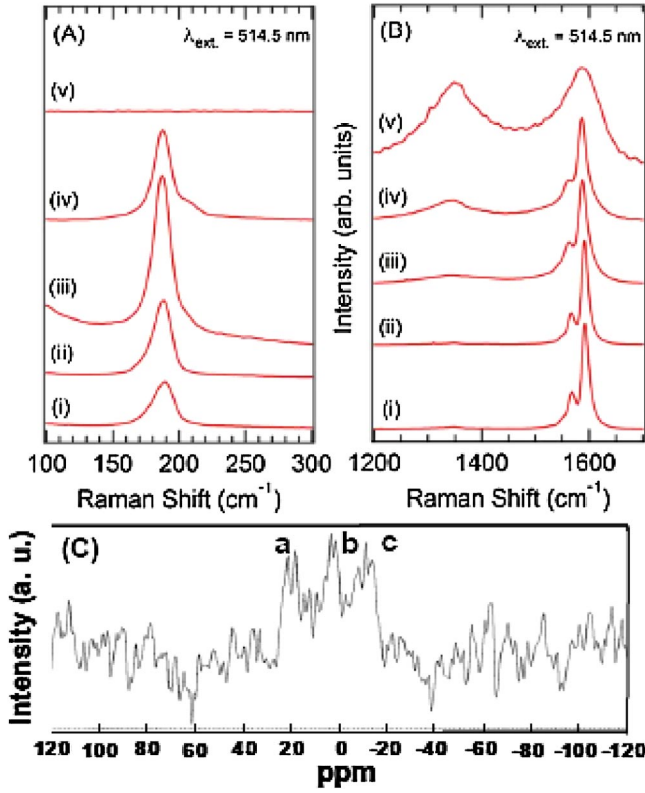 (A)
λext. = 514.5 nm
(v)
(iv)
(iii)
(ii)
(i)
100 150 200 250 300
Raman Shift (cm-1)
(B)
λext. = 514.5 nm
Intensity (arb. units)
(v)
(iv)
(iii)
(ii)
(i)
1200 1400 1600
Raman Shift (cm-1)
(C)
a b c
Intensity (a. u.)
120 100 80 60 40 20 0 -20 -40 -60 -80 -100 -120
ppm